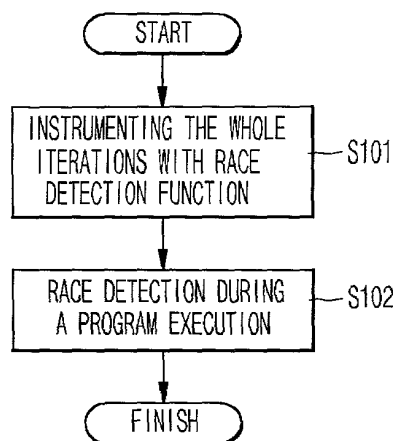 START
INSTRUMENTING THE WHOLE
ITERATIONS WITH RACE
DETECTION FUNCTION
S101
RACE DETECTION DURING
A PROGRAM EXECUTION
S102
FINISH